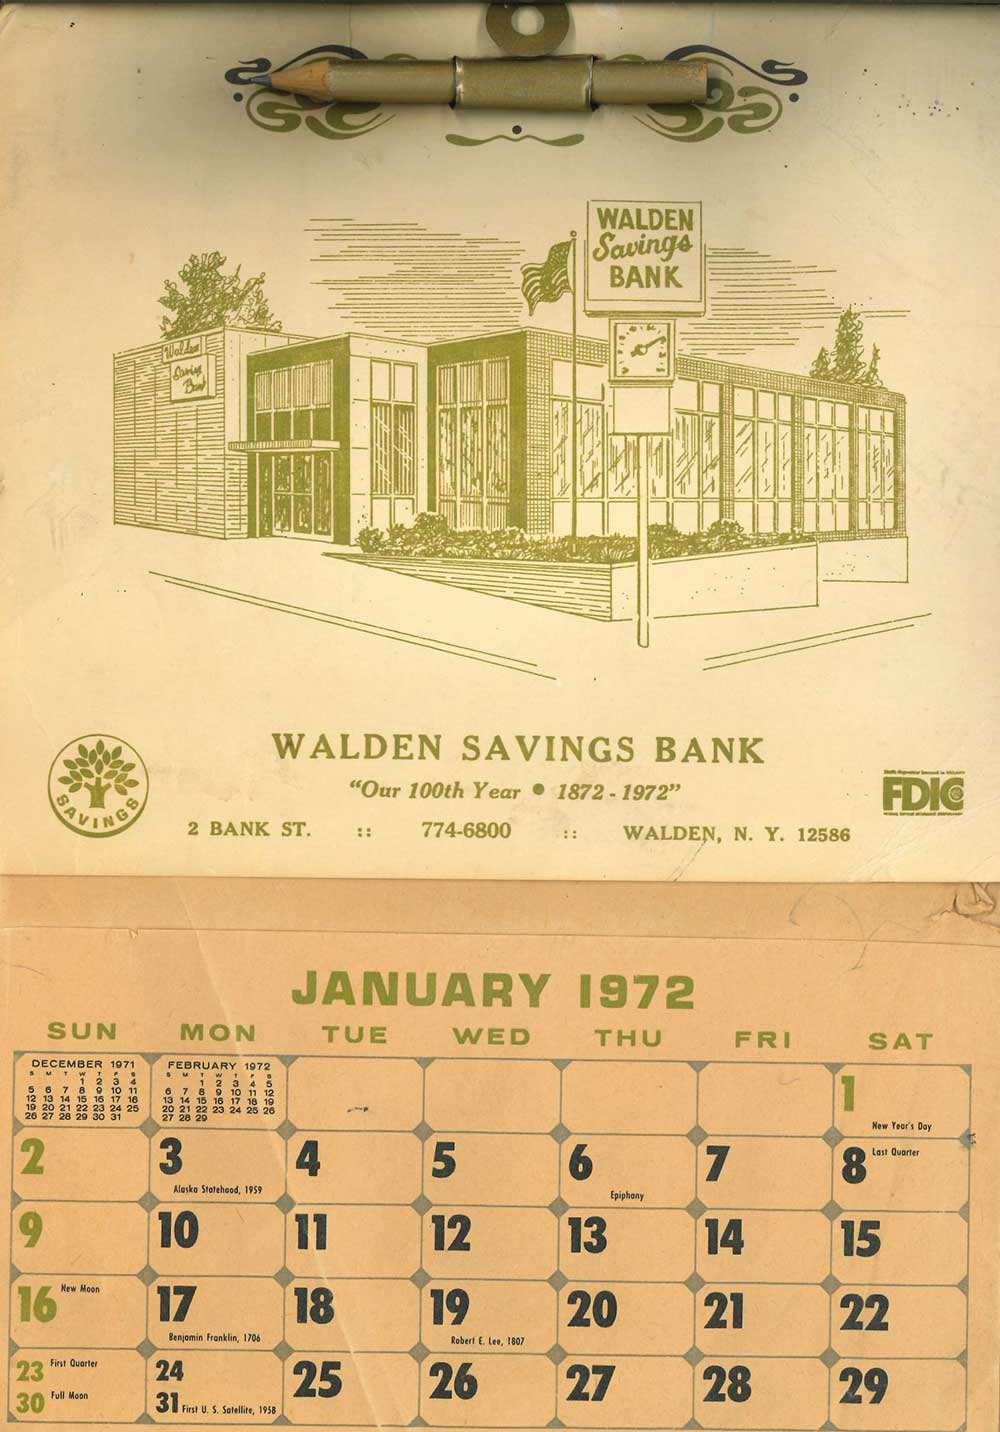 WALDEN
Savings
BANK
Walden
Savings
Bank
WALDEN SAVINGS BANK
"Our 100th Year • 1872 - 1972"
SAVINGS
2 BANK ST. :: 774-6800 :: WALDEN, N. Y. 12586
FDIC
JANUARY 1972
SUN MON TUE WED THU FRI SAT
DECEMBER 1971
S M T W T F S
1 2 3 4
5 6 7 8 9 10 11
12 13 14 15 16 17 18
19 20 21 22 23 24 25
26 27 28 29 30 31
FEBRUARY 1972
S M T W T F S
1 2 3 4 5
6 7 8 9 10 11 12
13 14 15 16 17 18 19
20 21 22 23 24 25 26
27 28 29
1
New Year's Day
2 3 4 5 6 7 8 Last Quarter
Alaska Statehood, 1959 Epiphany
9 10 11 12 13 14 15
16 New Moon 17 18 19 20 21 22
Benjamin Franklin, 1706 Robert E. Lee, 1807
23 First Quarter 24 25 26 27 28 29
30 Full Moon 31 First U. S. Satellite, 1958